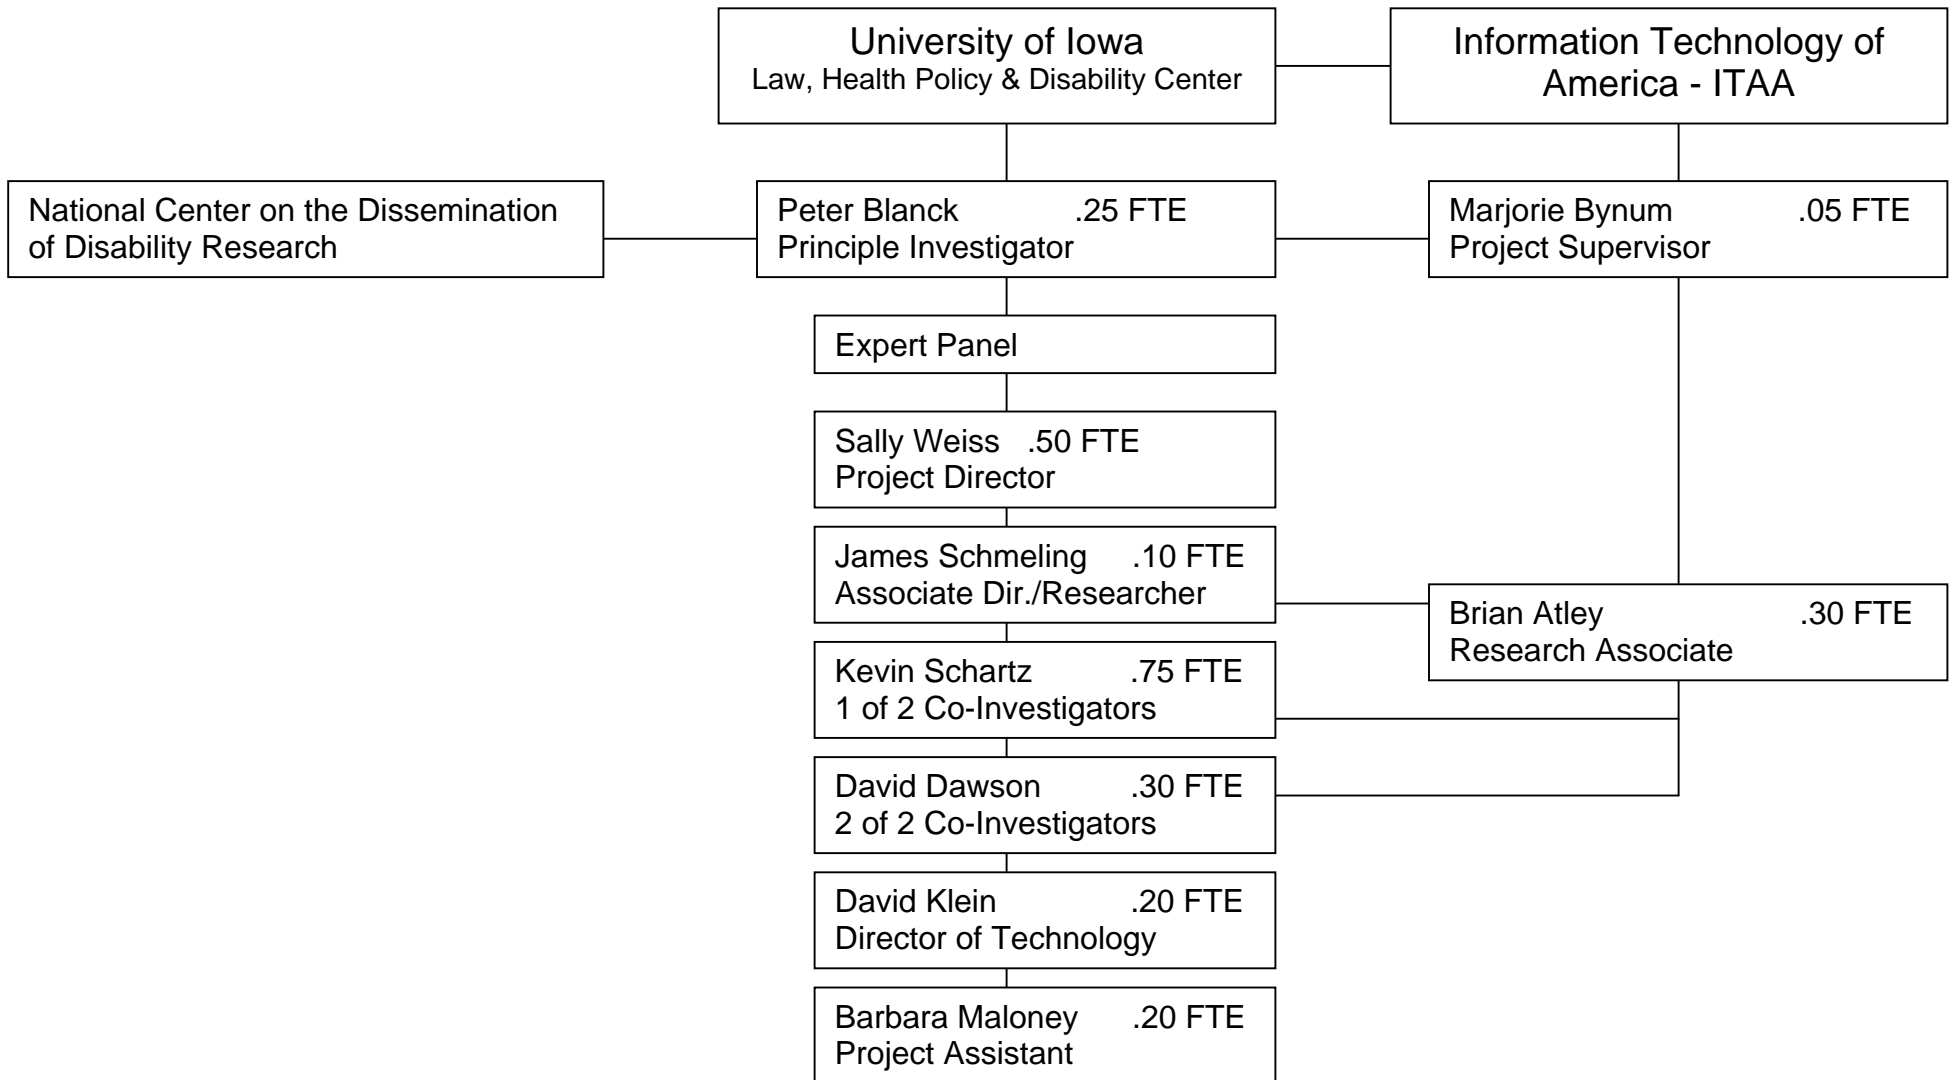 University of Iowa
Law, Health Policy & Disability Center
Information Technology of
America - ITAA
National Center on the Dissemination
of Disability Research
Peter Blanck .25 FTE
Principle Investigator
Marjorie Bynum .05 FTE
Project Supervisor
Expert Panel
Sally Weiss .50 FTE
Project Director
James Schmeling .10 FTE
Associate Dir./Researcher
Brian Atley .30 FTE
Research Associate
Kevin Schartz .75 FTE
1 of 2 Co-Investigators
David Dawson .30 FTE
2 of 2 Co-Investigators
David Klein .20 FTE
Director of Technology
Barbara Maloney .20 FTE
Project Assistant